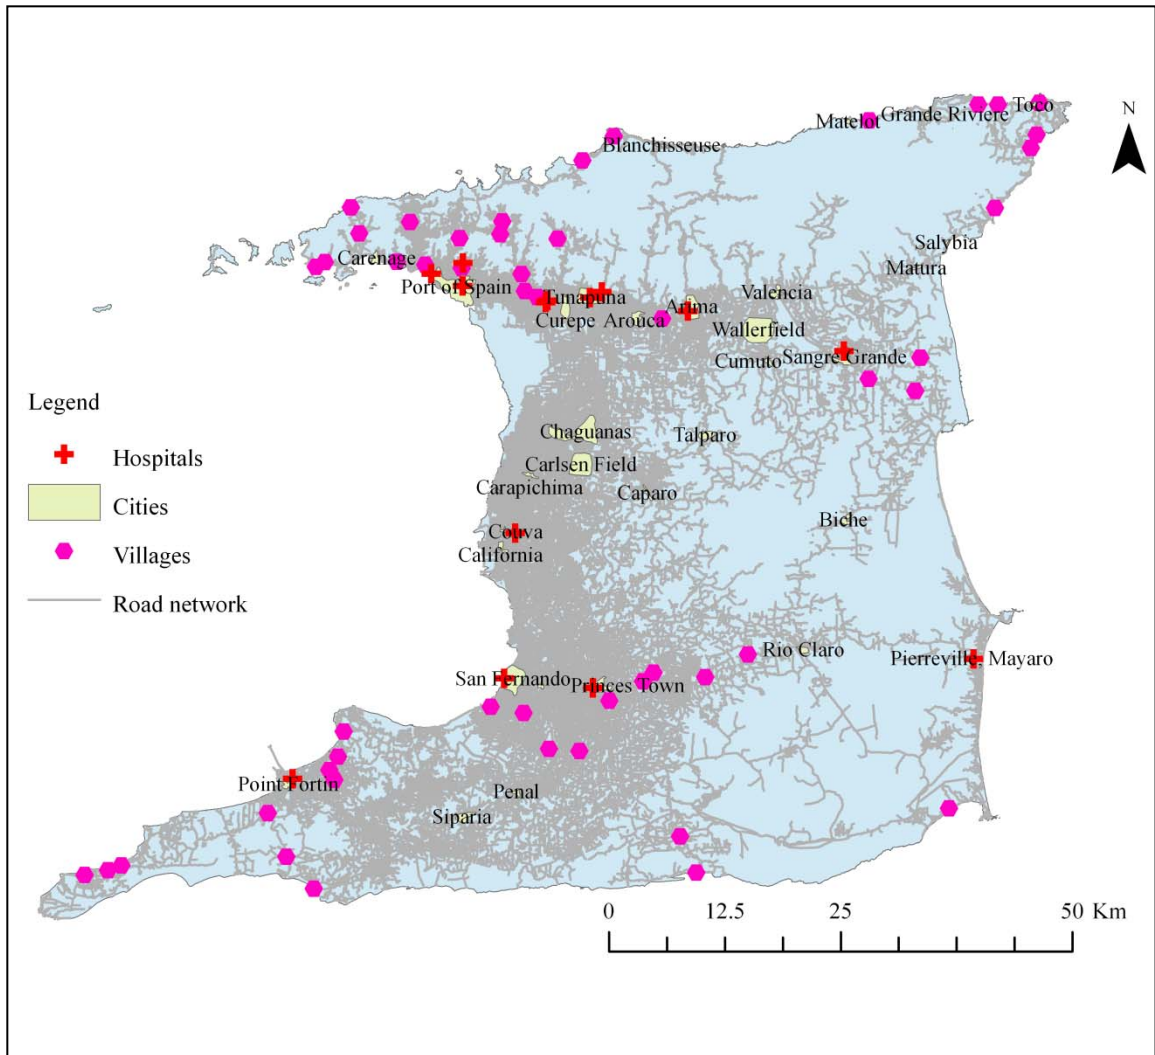 Toco
Grande Riviere
Matelot
N
Blanchisseuse
Salybia
Carenage
Matura
Port of Spain
Valencia
Tunapuna
Arima
Curepe
Arouca
Wallerfield
Cumuto
Sangre Grande
Legend
Hospitals
Cities
Villages
Road network
Chaguanas
Talparo
Carlsen Field
Carapichima
Caparo
Biche
Couva
California
Rio Claro
Pierreville, Mayaro
San Fernando
Princes Town
Point Fortin
Penal
Siparia
0 12.5 25 50 Km